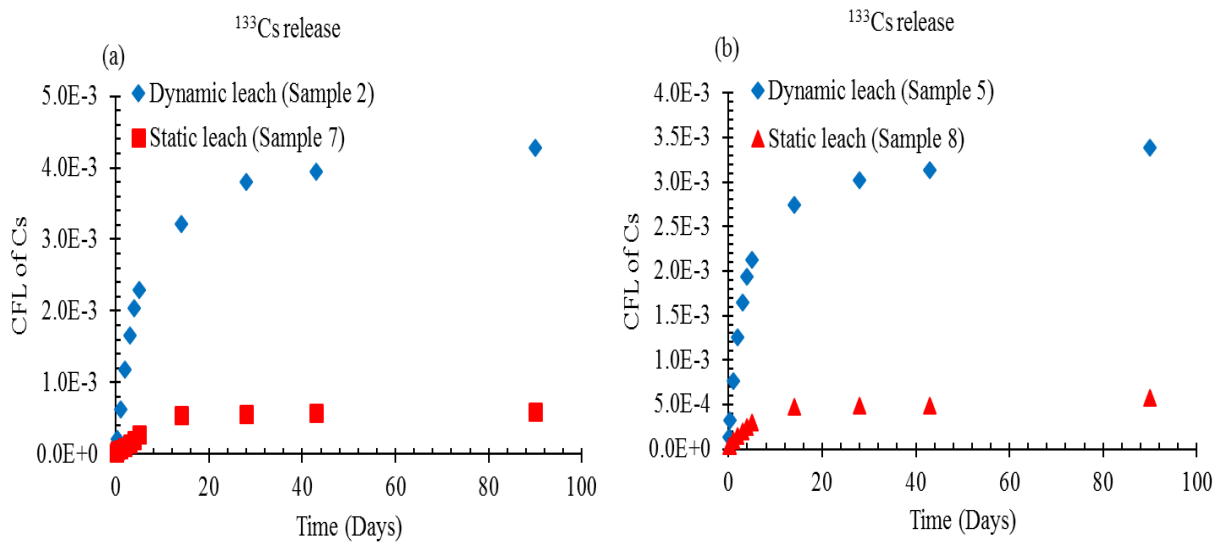 ¹³³Cs release
(a)
Dynamic leach (Sample 2)
Static leach (Sample 7)
5.0E-3
4.0E-3
3.0E-3
2.0E-3
1.0E-3
0.0E+0
CFL of Cs
0 20 40 60 80 100
Time (Days)
¹³³Cs release
(b)
Dynamic leach (Sample 5)
Static leach (Sample 8)
4.0E-3
3.5E-3
3.0E-3
2.5E-3
2.0E-3
1.5E-3
1.0E-3
5.0E-4
0.0E+0
CFL of Cs
0 20 40 60 80 100
Time (Days)